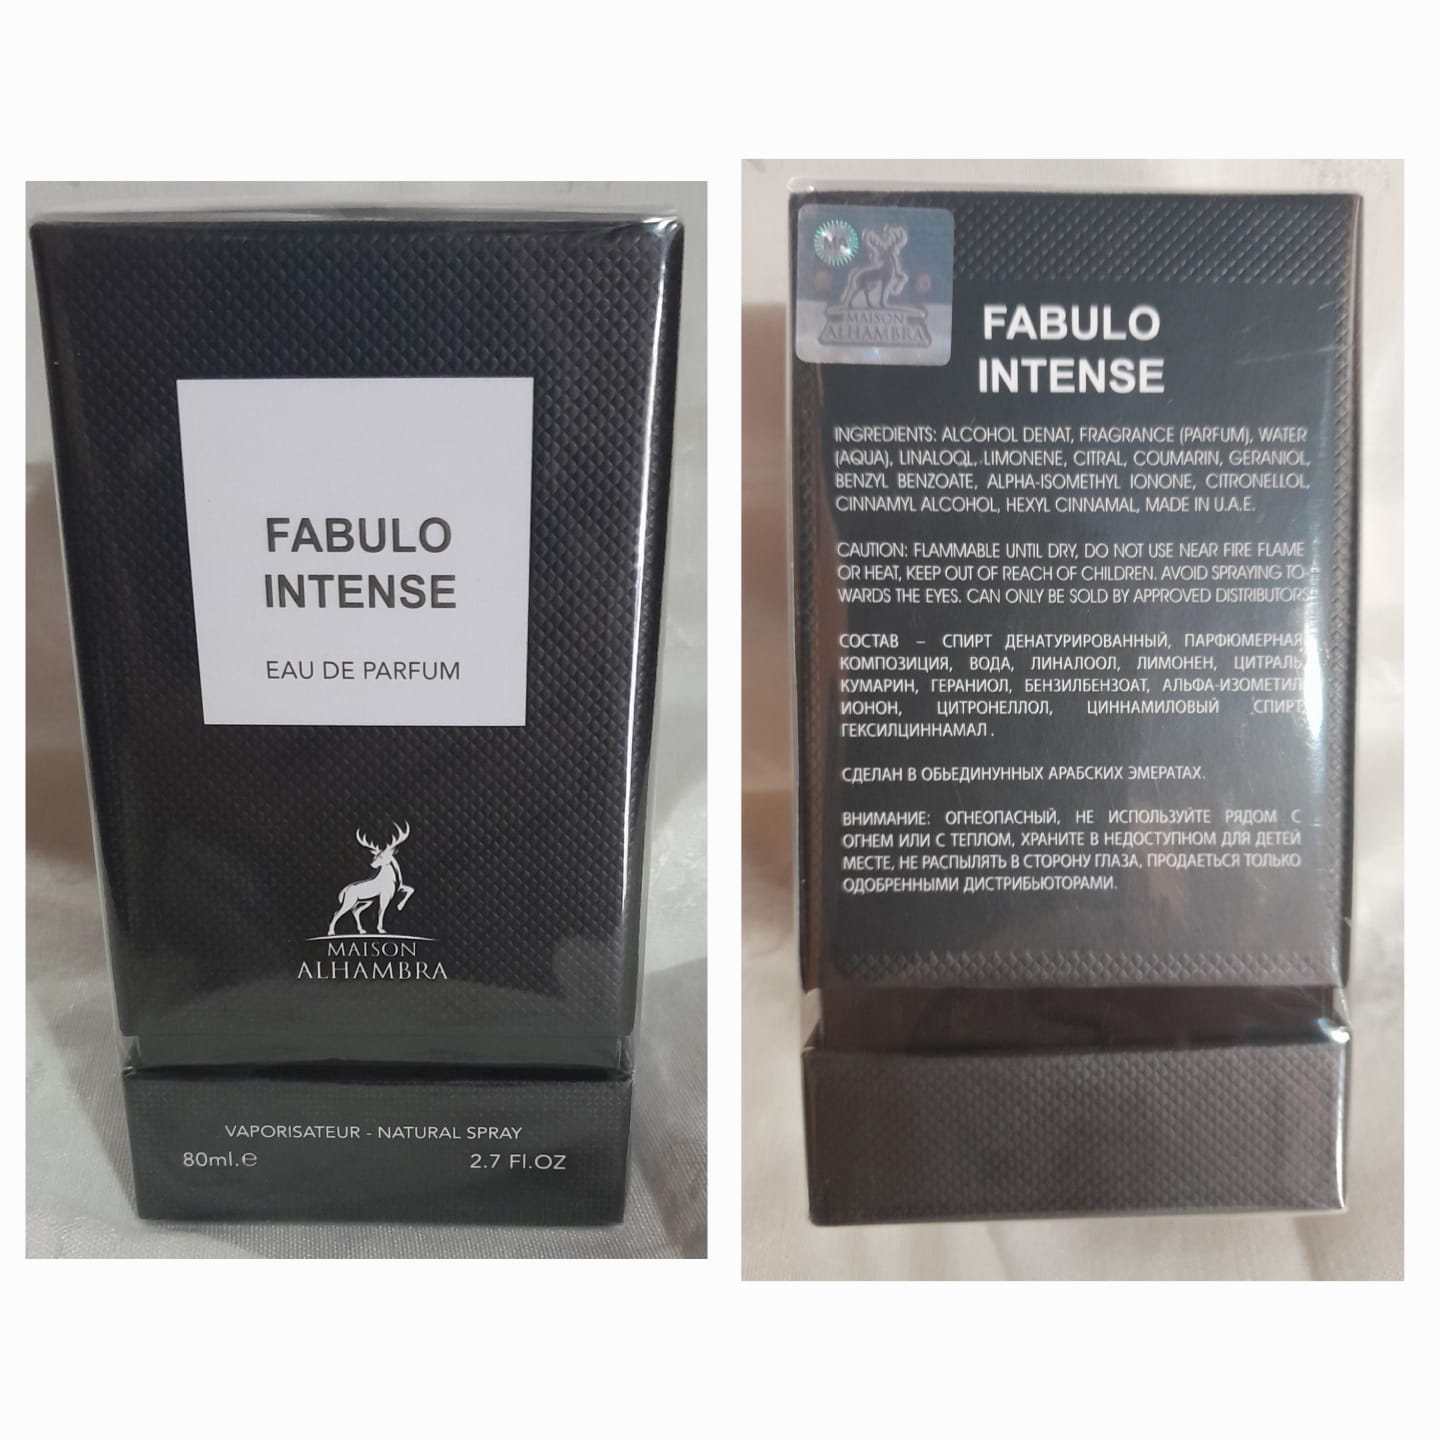 FABULO
INTENSE
EAU DE PARFUM
MAISON
ALHAMBRA
VAPORISATEUR - NATURAL SPRAY
80ml.℮ 2.7 Fl.OZ
MAISON
ALHAMBRA
FABULO
INTENSE
INGREDIENTS: ALCOHOL DENAT, FRAGRANCE (PARFUM), WATER
(AQUA), LINALOOL, LIMONENE, CITRAL, COUMARIN, GERANIOL,
BENZYL BENZOATE, ALPHA-ISOMETHYL IONONE, CITRONELLOL,
CINNAMYL ALCOHOL, HEXYL CINNAMAL, MADE IN U.A.E.
CAUTION: FLAMMABLE UNTIL DRY, DO NOT USE NEAR FIRE FLAME
OR HEAT, KEEP OUT OF REACH OF CHILDREN. AVOID SPRAYING TO-
WARDS THE EYES. CAN ONLY BE SOLD BY APPROVED DISTRIBUTORS
СОСТАВ – СПИРТ ДЕНАТУРИРОВАННЫЙ, ПАРФЮМЕРНАЯ
КОМПОЗИЦИЯ, ВОДА, ЛИНАЛООЛ, ЛИМОНЕН, ЦИТРАЛЬ,
КУМАРИН, ГЕРАНИОЛ, БЕНЗИЛБЕНЗОАТ, АЛЬФА-ИЗОМЕТИЛ
ИОНОН, ЦИТРОНЕЛЛОЛ, ЦИННАМИЛОВЫЙ СПИРТ,
ГЕКСИЛЦИННАМАЛ.
СДЕЛАН В ОБЬЕДИНУННЫХ АРАБСКИХ ЭМЕРАТАХ.
ВНИМАНИЕ: ОГНЕОПАСНЫЙ, НЕ ИСПОЛЬЗУЙТЕ РЯДОМ С
ОГНЕМ ИЛИ С ТЕПЛОМ, ХРАНИТЕ В НЕДОСТУПНОМ ДЛЯ ДЕТЕЙ
МЕСТЕ, НЕ РАСПЫЛЯТЬ В СТОРОНУ ГЛАЗА, ПРОДАЕТЬСЯ ТОЛЬКО
ОДОБРЕННЫМИ ДИСТРИБЬЮТОРАМИ.